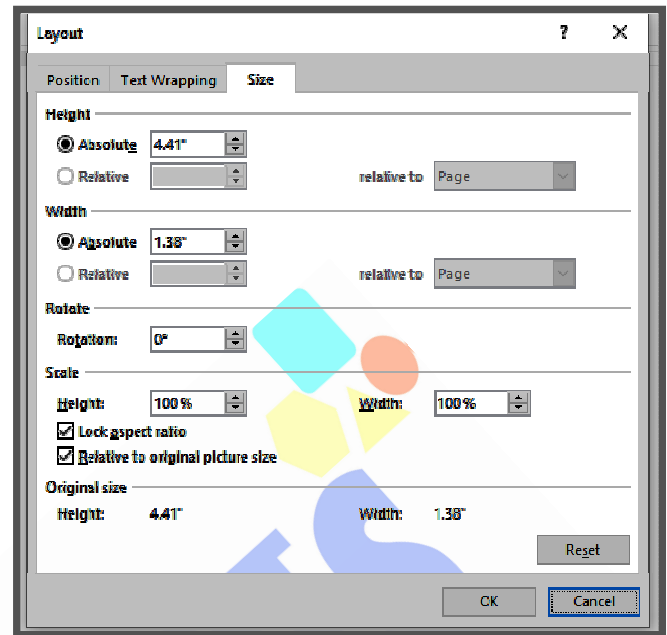 Layout ? ×
Position Text Wrapping Size
Height
Absolute 4.41"
Relative relative to Page
Width
Absolute 1.38"
Relative relative to Page
Rotate
Rotation: 0°
Scale
Height: 100 % Width: 100 %
Lock aspect ratio
Relative to original picture size
Original size
Height: 4.41" Width: 1.38"
Reset
OK Cancel